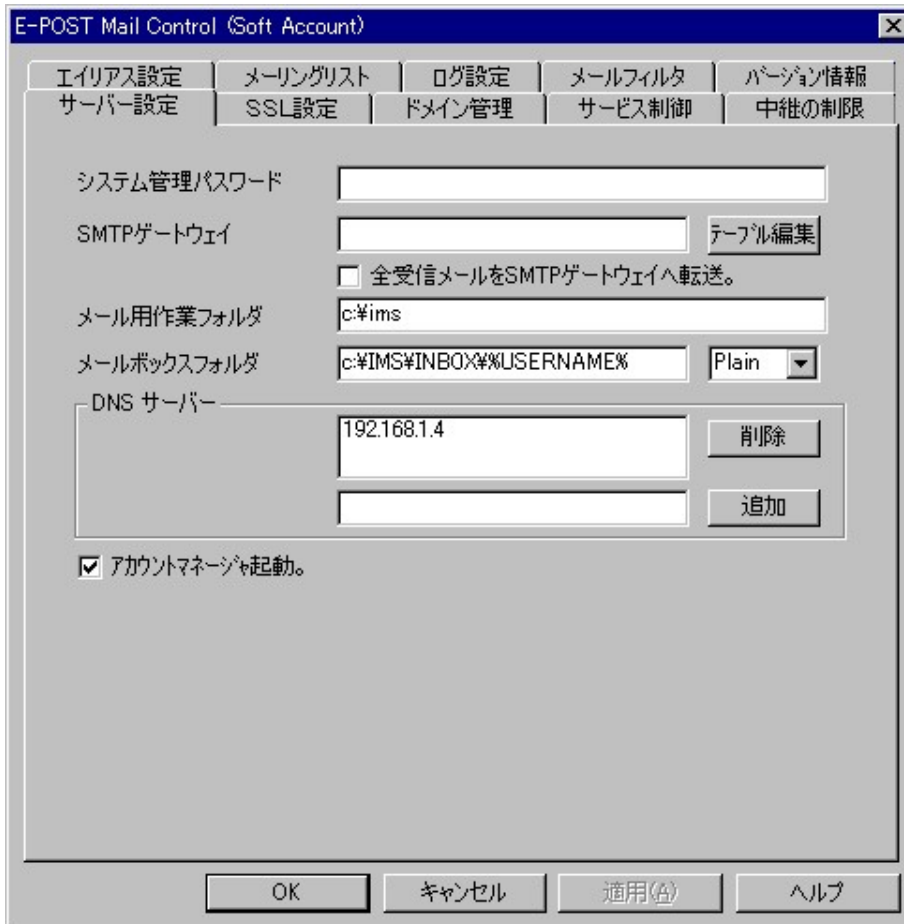 E-POST Mail Control (Soft Account)
エイリアス設定 メーリングリスト ログ設定 メールフィルタ バージョン情報
サーバー設定 SSL設定 ドメイン管理 サービス制御 中継の制限
システム管理パスワード
SMTPゲートウェイ テーブル編集
全受信メールをSMTPゲートウェイへ転送。
メール用作業フォルダ c:¥ims
メールボックスフォルダ c:¥IMS¥INBOX¥%USERNAME% Plain
DNS サーバー
192.168.1.4 削除
追加
アカウントマネージャ起動。
OK キャンセル 適用(A) ヘルプ